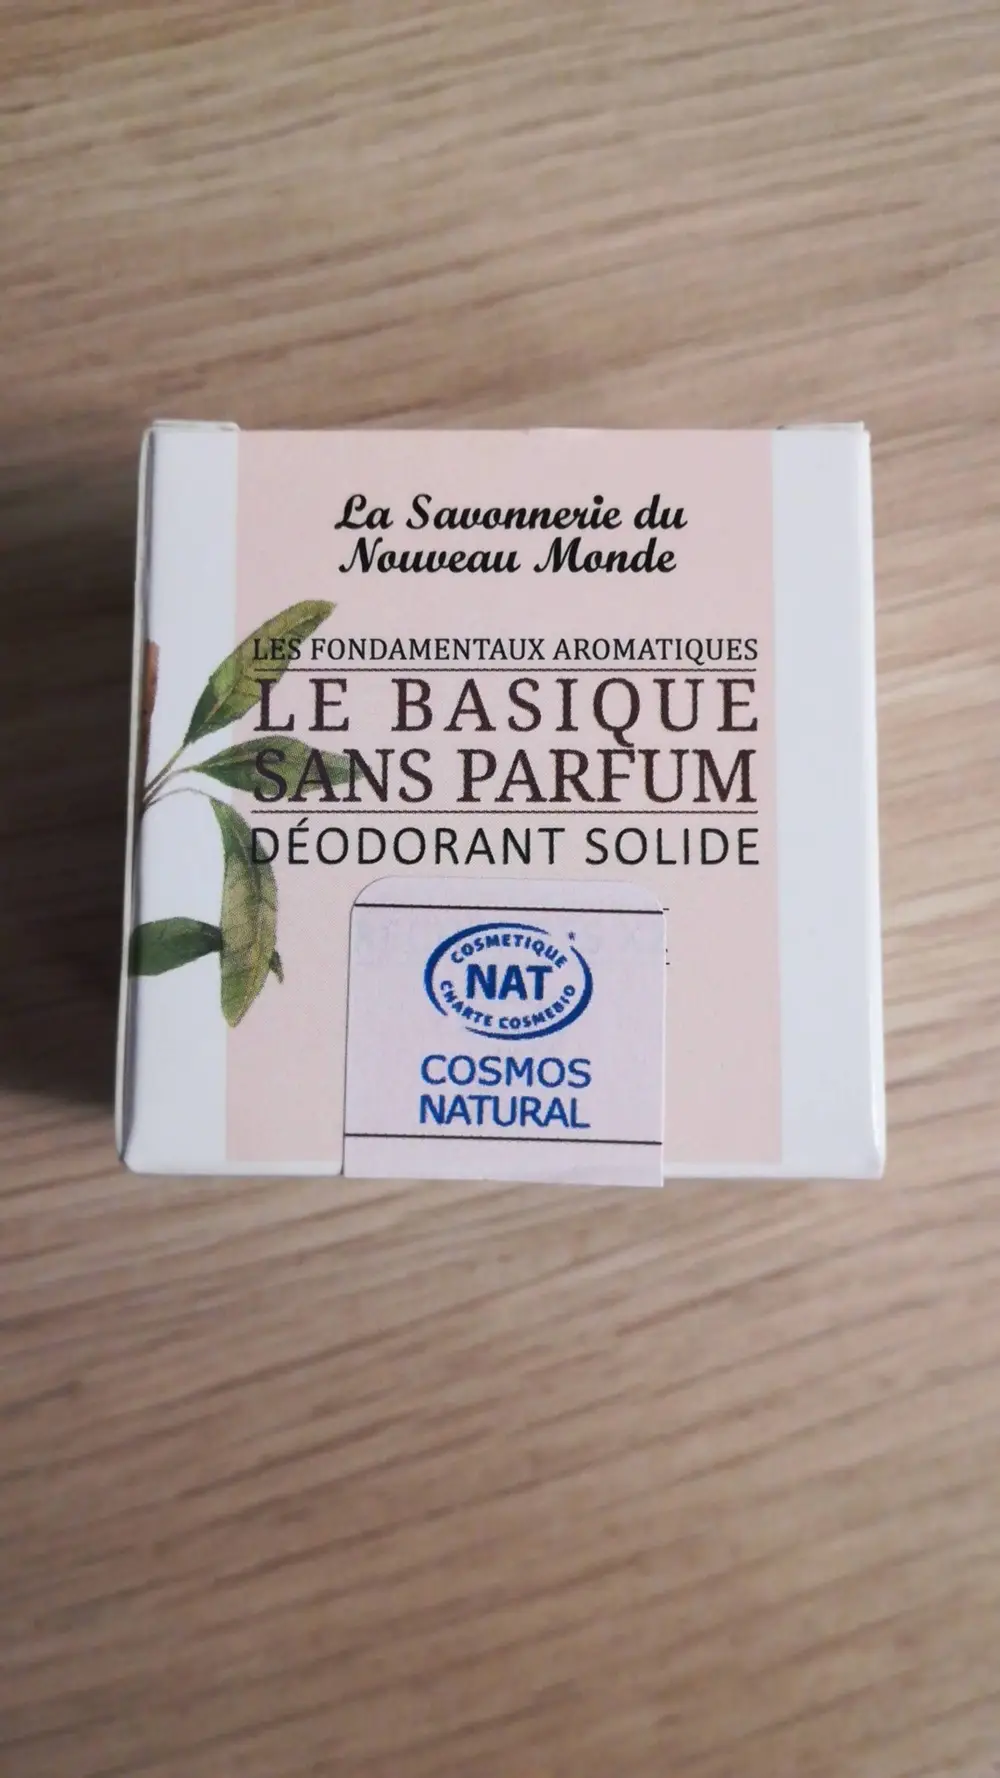 La Savonnerie du
Nouveau Monde
LES FONDAMENTAUX AROMATIQUES
LE BASIQUE
SANS PARFUM
DÉODORANT SOLIDE
COSMETIQUE
NAT
CHARTE COSMEBIO
COSMOS
NATURAL